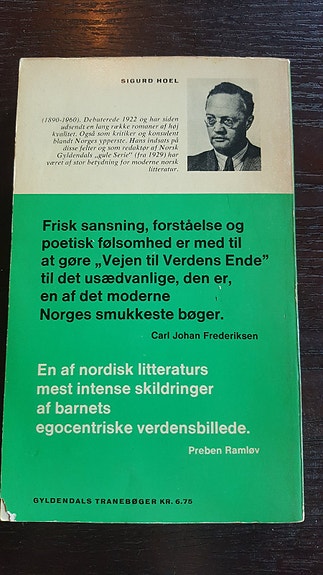 SIGURD HOEL
(1890-1960). Debuterede 1922 og har siden
udsendt en lang række romaner af høj
kvalitet. Også som kritiker og konsulent
blandt Norges ypperste. Hans indsats på
disse felter og som redaktør af Norsk
Gyldendals „gule Serie" (fra 1929) har
været af stor betydning for moderne norsk
litteratur.
Frisk sansning, forståelse og
poetisk følsomhed er med til
at gøre „Vejen til Verdens Ende"
til det usædvanlige, den er,
en af det moderne
Norges smukkeste bøger.
Carl Johan Frederiksen
En af nordisk litteraturs
mest intense skildringer
af barnets
egocentriske verdensbillede.
Preben Ramløv
GYLDENDALS TRANEBØGER KR. 6.75